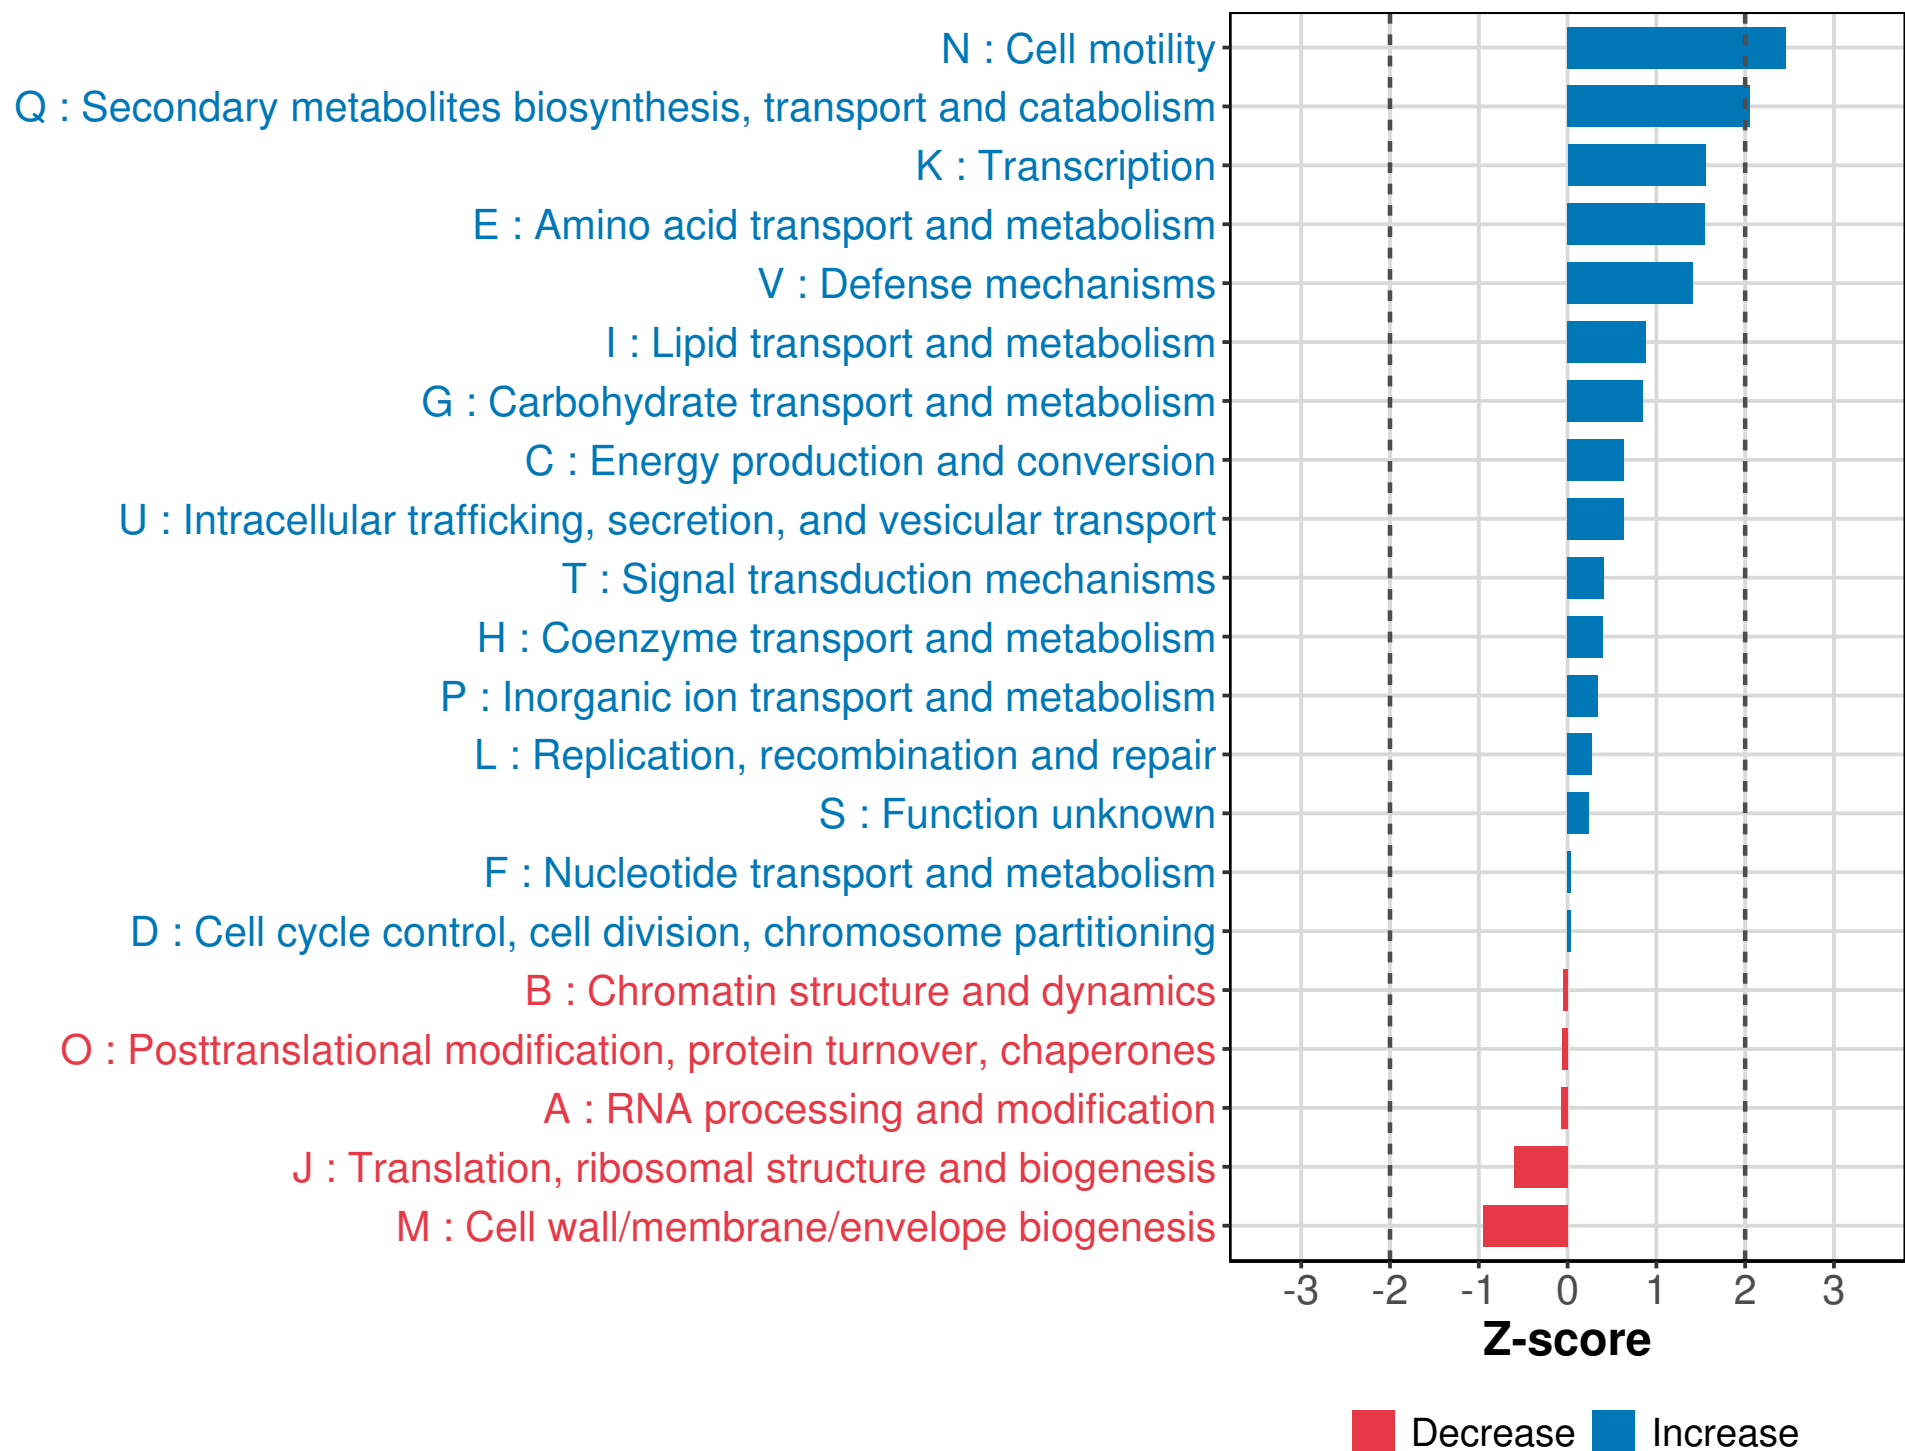 N : Cell motility
Q : Secondary metabolites biosynthesis, transport and catabolism
K : Transcription
E : Amino acid transport and metabolism
V : Defense mechanisms
I : Lipid transport and metabolism
G : Carbohydrate transport and metabolism
C : Energy production and conversion
U : Intracellular trafficking, secretion, and vesicular transport
T : Signal transduction mechanisms
H : Coenzyme transport and metabolism
P : Inorganic ion transport and metabolism
L : Replication, recombination and repair
S : Function unknown
F : Nucleotide transport and metabolism
D : Cell cycle control, cell division, chromosome partitioning
B : Chromatin structure and dynamics
O : Posttranslational modification, protein turnover, chaperones
A : RNA processing and modification
J : Translation, ribosomal structure and biogenesis
M : Cell wall/membrane/envelope biogenesis
-3 -2 -1 0 1 2 3
Z-score
Decrease Increase